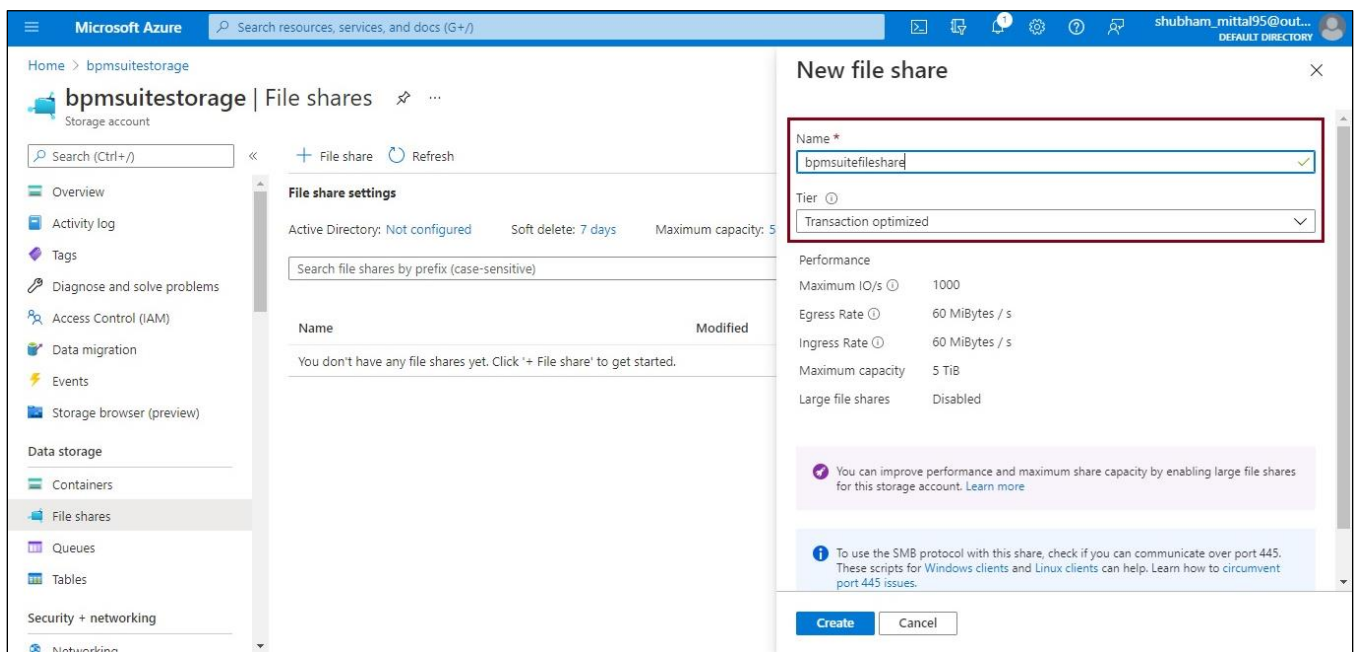 Microsoft Azure
Search resources, services, and docs (G+/)
1
shubham_mittal95@out...
DEFAULT DIRECTORY
Home > bpmsuitestorage
bpmsuitestorage | File shares
Storage account
Search (Ctrl+/)
Overview
Activity log
Tags
Diagnose and solve problems
Access Control (IAM)
Data migration
Events
Storage browser (preview)
Data storage
Containers
File shares
Queues
Tables
Security + networking
Networking
+ File share Refresh
File share settings
Active Directory: Not configured Soft delete: 7 days Maximum capacity: 5
Search file shares by prefix (case-sensitive)
Name Modified
You don't have any file shares yet. Click '+ File share' to get started.
New file share
Name *
bpmsuitefileshare
Tier
Transaction optimized
Performance
Maximum IO/s 1000
Egress Rate 60 MiBytes / s
Ingress Rate 60 MiBytes / s
Maximum capacity 5 TiB
Large file shares Disabled
You can improve performance and maximum share capacity by enabling large file shares
for this storage account. Learn more
To use the SMB protocol with this share, check if you can communicate over port 445.
These scripts for Windows clients and Linux clients can help. Learn how to circumvent
port 445 issues.
Create Cancel